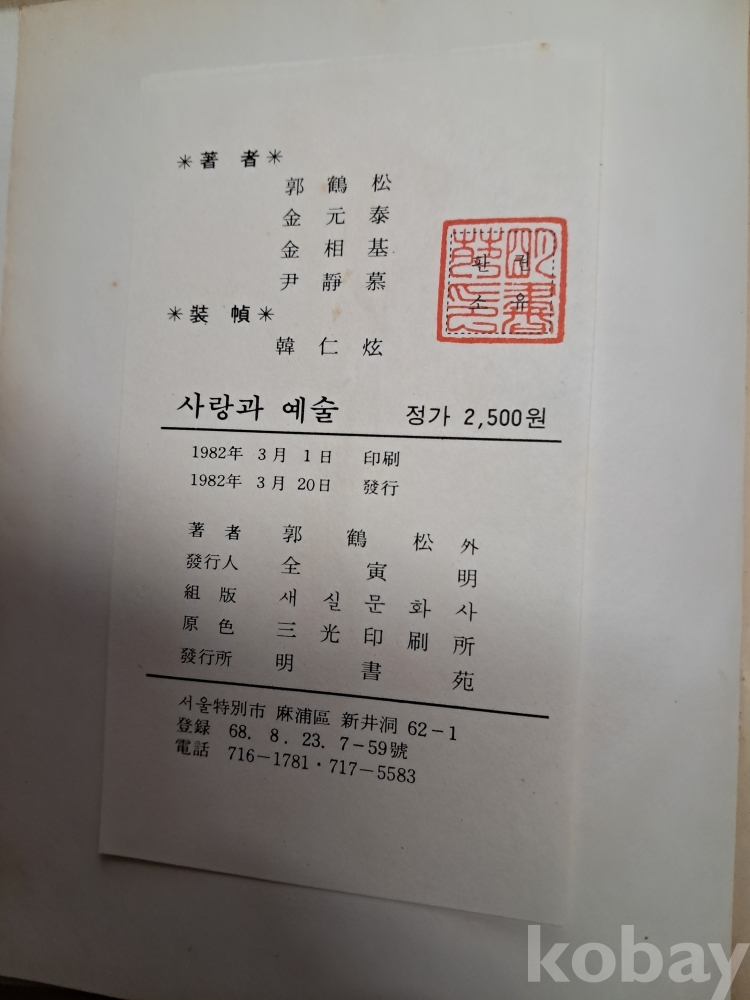 ✳著 者✳
郭鶴松
金元泰
金相基
尹靜慕
✳裝 幀✳
韓仁炫
판권
소유
사랑과 예술 정가 2,500원
1982年 3月 1日 印刷
1982年 3月 20日 發行
著者 郭鶴松 外
發行人 全寅明
組版 새실문화사
原色 三光印刷所
發行所 明書苑
서울特別市 麻浦區 新井洞 62-1
登録 68. 8. 23. 7-59號
電話 716-1781·717-5583
kobay